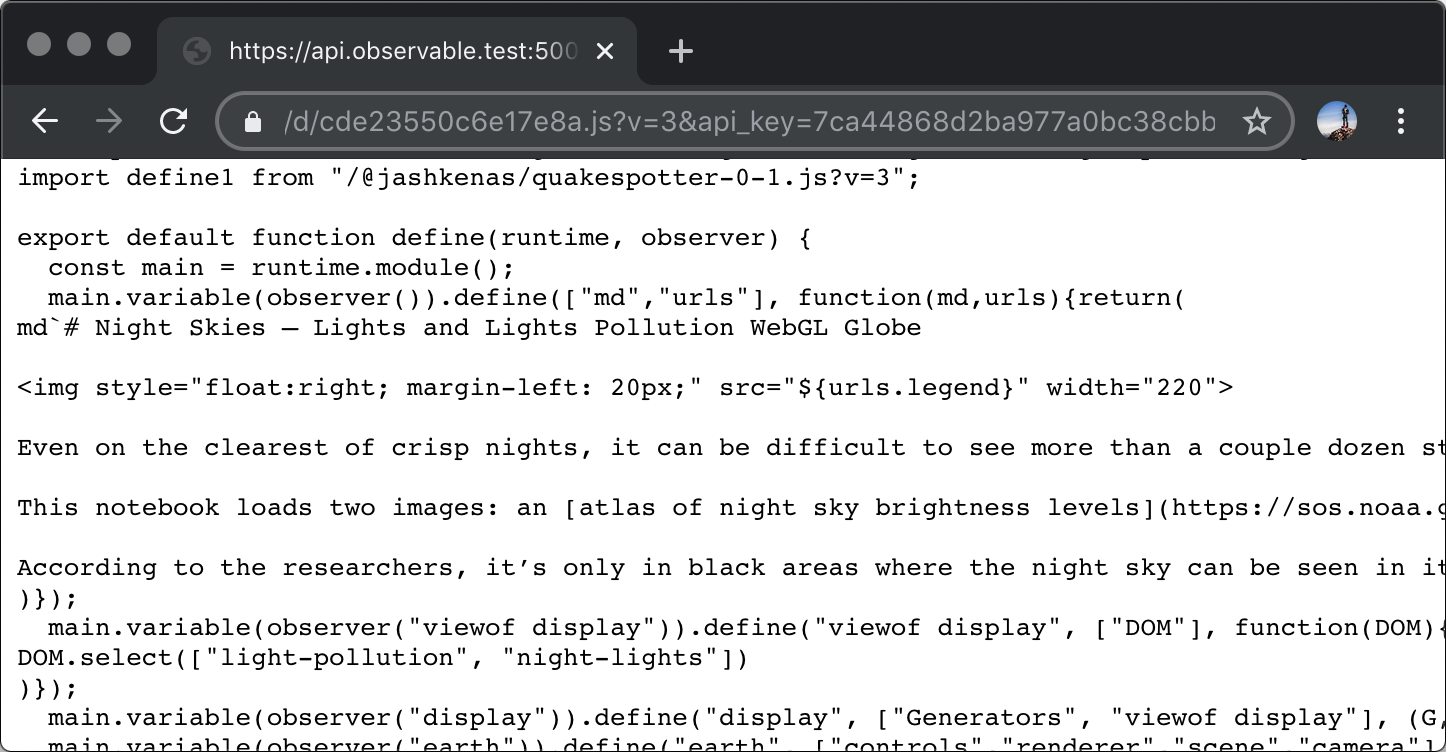 https://api.observable.test:500
/d/cde23550c6e17e8a.js?v=3&api_key=7ca44868d2ba977a0bc38cbb
import define1 from "/@jashkenas/quakespotter-0-1.js?v=3";
export default function define(runtime, observer) {
  const main = runtime.module();
  main.variable(observer()).define(["md","urls"], function(md,urls){return(
md`# Night Skies — Lights and Lights Pollution WebGL Globe
<img style="float:right; margin-left: 20px;" src="${urls.legend}" width="220">
Even on the clearest of crisp nights, it can be difficult to see more than a couple dozen st
This notebook loads two images: an [atlas of night sky brightness levels](https://sos.noaa.g
According to the researchers, it’s only in black areas where the night sky can be seen in it
)});
  main.variable(observer("viewof display")).define("viewof display", ["DOM"], function(DOM){
DOM.select(["light-pollution", "night-lights"])
)});
  main.variable(observer("display")).define("display", ["Generators", "viewof display"], (G,
  main.variable(observer("earth")).define("earth", ["controls","renderer","scene","camera"]